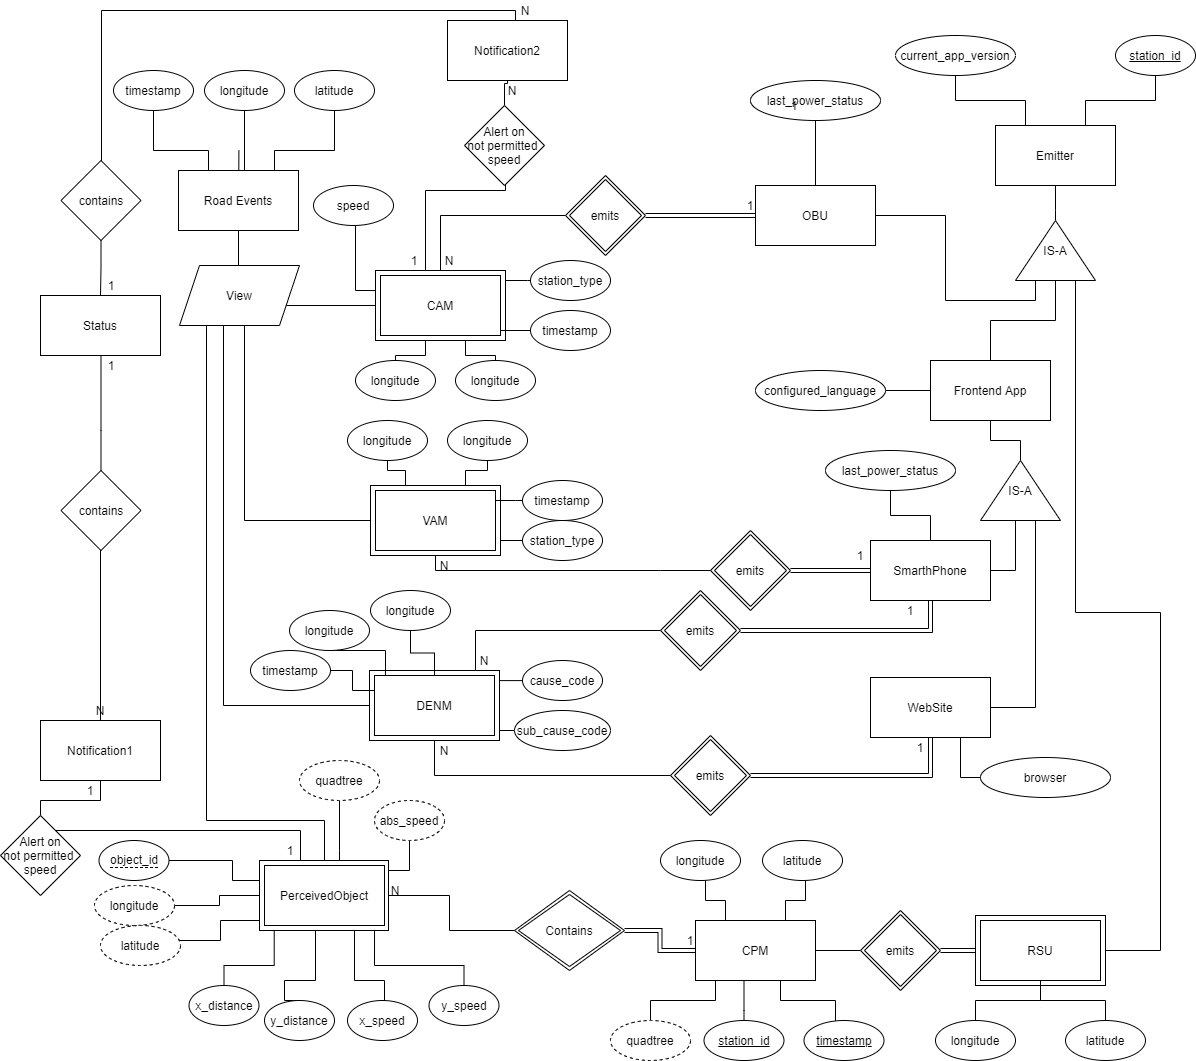 N
Notification2
current_app_version
station_id
timestamp
longitude
latitude
N
last_power_status
1
Alert on
not permitted
speed
Emitter
contains
Road Events
speed
emits
1
OBU
IS-A
1
N
1
station_type
View
CAM
Status
timestamp
1
longitude
longitude
configured_language
Frontend App
longitude
longitude
last_power_status
IS-A
timestamp
contains
VAM
station_type
N
emits
1
SmarthPhone
longitude
longitude
1
emits
N
timestamp
cause_code
DENM
WebSite
N
sub_cause_code
Notification1
N
1
emits
browser
quadtree
1
abs_speed
Alert on
not permitted
speed
1
object_id
longitude
latitude
N
PerceivedObject
longitude
latitude
Contains
1
CPM
emits
RSU
latitude
x_distance
y_distance
x_speed
y_speed
quadtree
station_id
timestamp
longitude
latitude